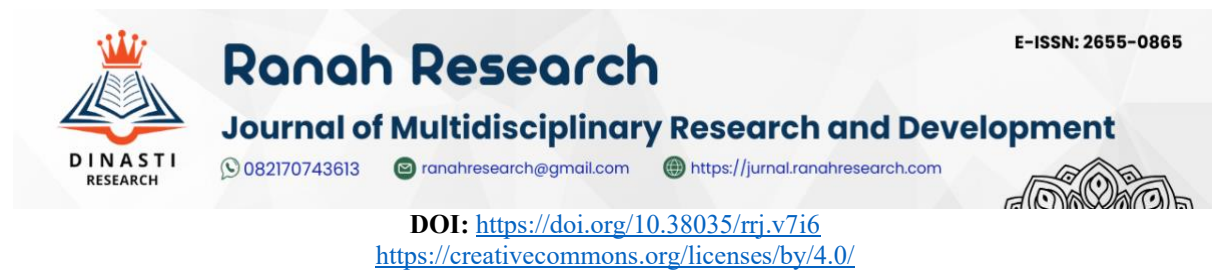 Ranah Research
E-ISSN: 2655-0865
Journal of Multidisciplinary Research and Development
DINASTI
RESEARCH
082170743613 ranahresearch@gmail.com https://jurnal.ranahresearch.com
DOI: https://doi.org/10.38035/rrj.v7i6
https://creativecommons.org/licenses/by/4.0/